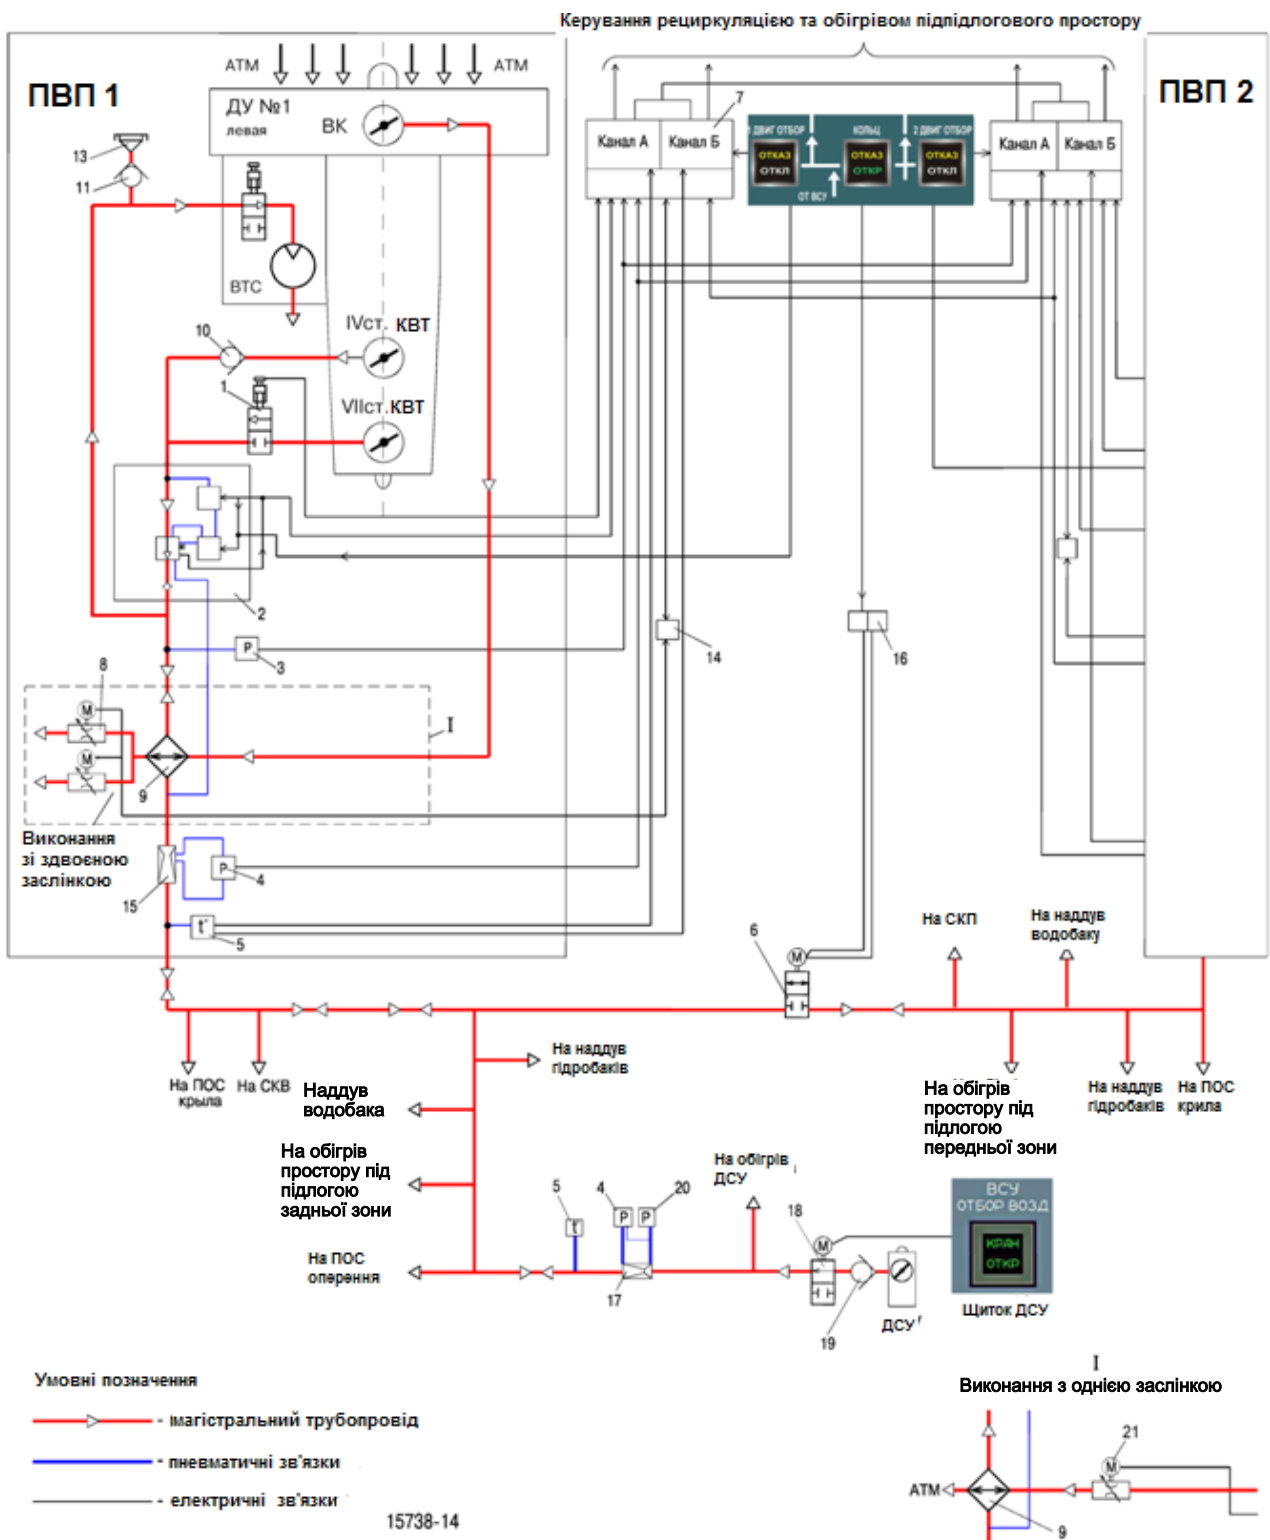 Керування рециркуляцією та обігрівом підпідлогового простору
ПВП 1
АТМ
АТМ
ДУ №1
левая
ВК
13
11
ВТС
10
IVст. КВТ
1
VIIст. КВТ
2
P
3
8
M
M
I
9
Виконання
зі здвоєною
заслінкою
15
P
4
t°
5
7
Канал А
Канал Б
1 ДВИГ ОТБОР
КОЛЬЦ
2 ДВИГ ОТБОР
ОТКАЗ
ОТКЛ
ОТКАЗ
ОТКР
ОТКАЗ
ОТКЛ
ОТ ВСУ
Канал А
Канал Б
ПВП 2
14
16
6
M
На СКП
На наддув
водобаку
На ПОС
крыла
На СКВ
Наддув
водобака
На наддув
гідробаків
На обігрів
простору під
підлогою
передньої зони
На наддув
гідробаків
На ПОС
крила
На обігрів
простору під
підлогою
задньої зони
На ПОС
оперення
5
t
4
P
20
P
17
На обігрів
ДСУ
18
M
19
ДСУ
ВСУ
ОТБОР ВОЗД
КРАН
ОТКР
Щиток ДСУ
Умовні позначення
- магістральний трубопровід
- пневматичні зв'язки
- електричні зв'язки
15738-14
I
Виконання з однією заслінкою
21
M
АТМ
9